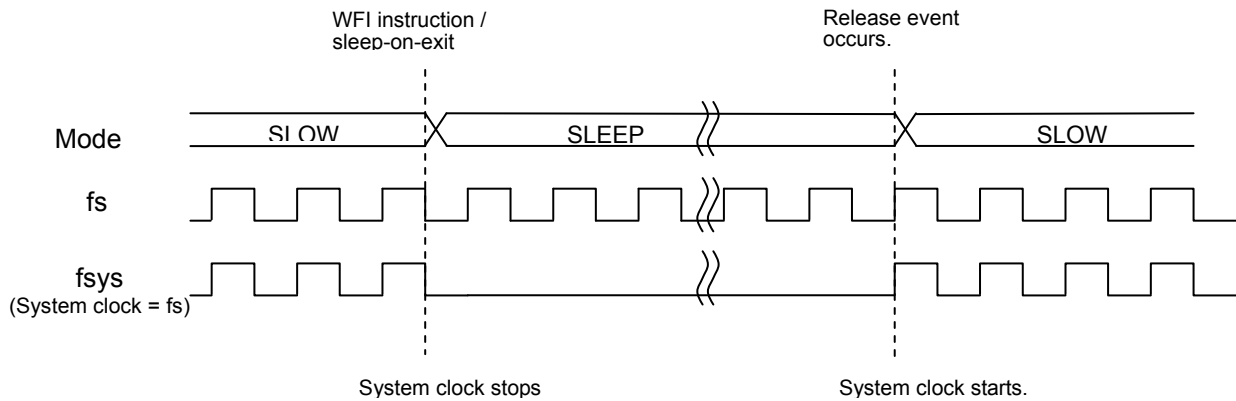 WFI instruction /
sleep-on-exit
Release event
occurs.
Mode
SLOW
SLEEP
SLOW
fs
fsys
(System clock = fs)
System clock stops
System clock starts.